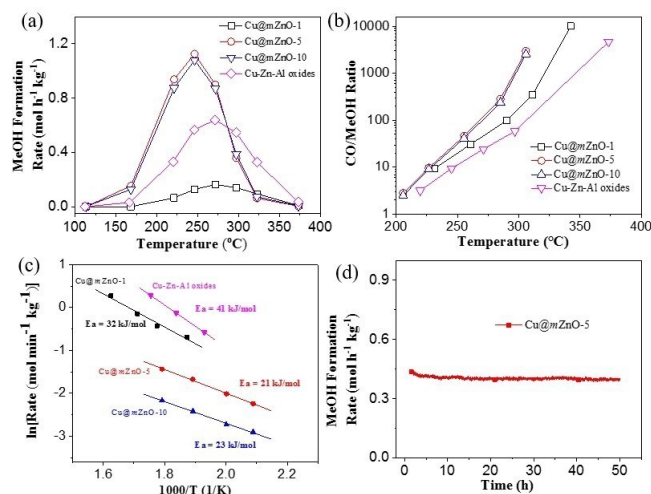 (a)
Cu@mZnO-1
Cu@mZnO-5
Cu@mZnO-10
Cu-Zn-Al oxides
MeOH Formation
Rate (mol h⁻¹ kg⁻¹)
1.2
0.8
0.4
0.0
100 150 200 250 300 350 400
Temperature (°C)
(b)
CO/MeOH Ratio
10000
1000
100
10
1
Cu@mZnO-1
Cu@mZnO-5
Cu@mZnO-10
Cu-Zn-Al oxides
200 250 300 350 400
Temperature (°C)
(c)
ln[Rate (mol min⁻¹ kg⁻¹)]
1
0
-1
-2
-3
Cu@mZnO-1
Cu-Zn-Al oxides
Ea = 41 kJ/mol
Ea = 32 kJ/mol
Cu@mZnO-5
Ea = 21 kJ/mol
Cu@mZnO-10
Ea = 23 kJ/mol
1.6 1.8 2.0 2.2
1000/T (1/K)
(d)
MeOH Formation
Rate (mol h⁻¹ kg⁻¹)
0.9
0.6
0.3
0.0
Cu@mZnO-5
0 10 20 30 40 50
Time (h)